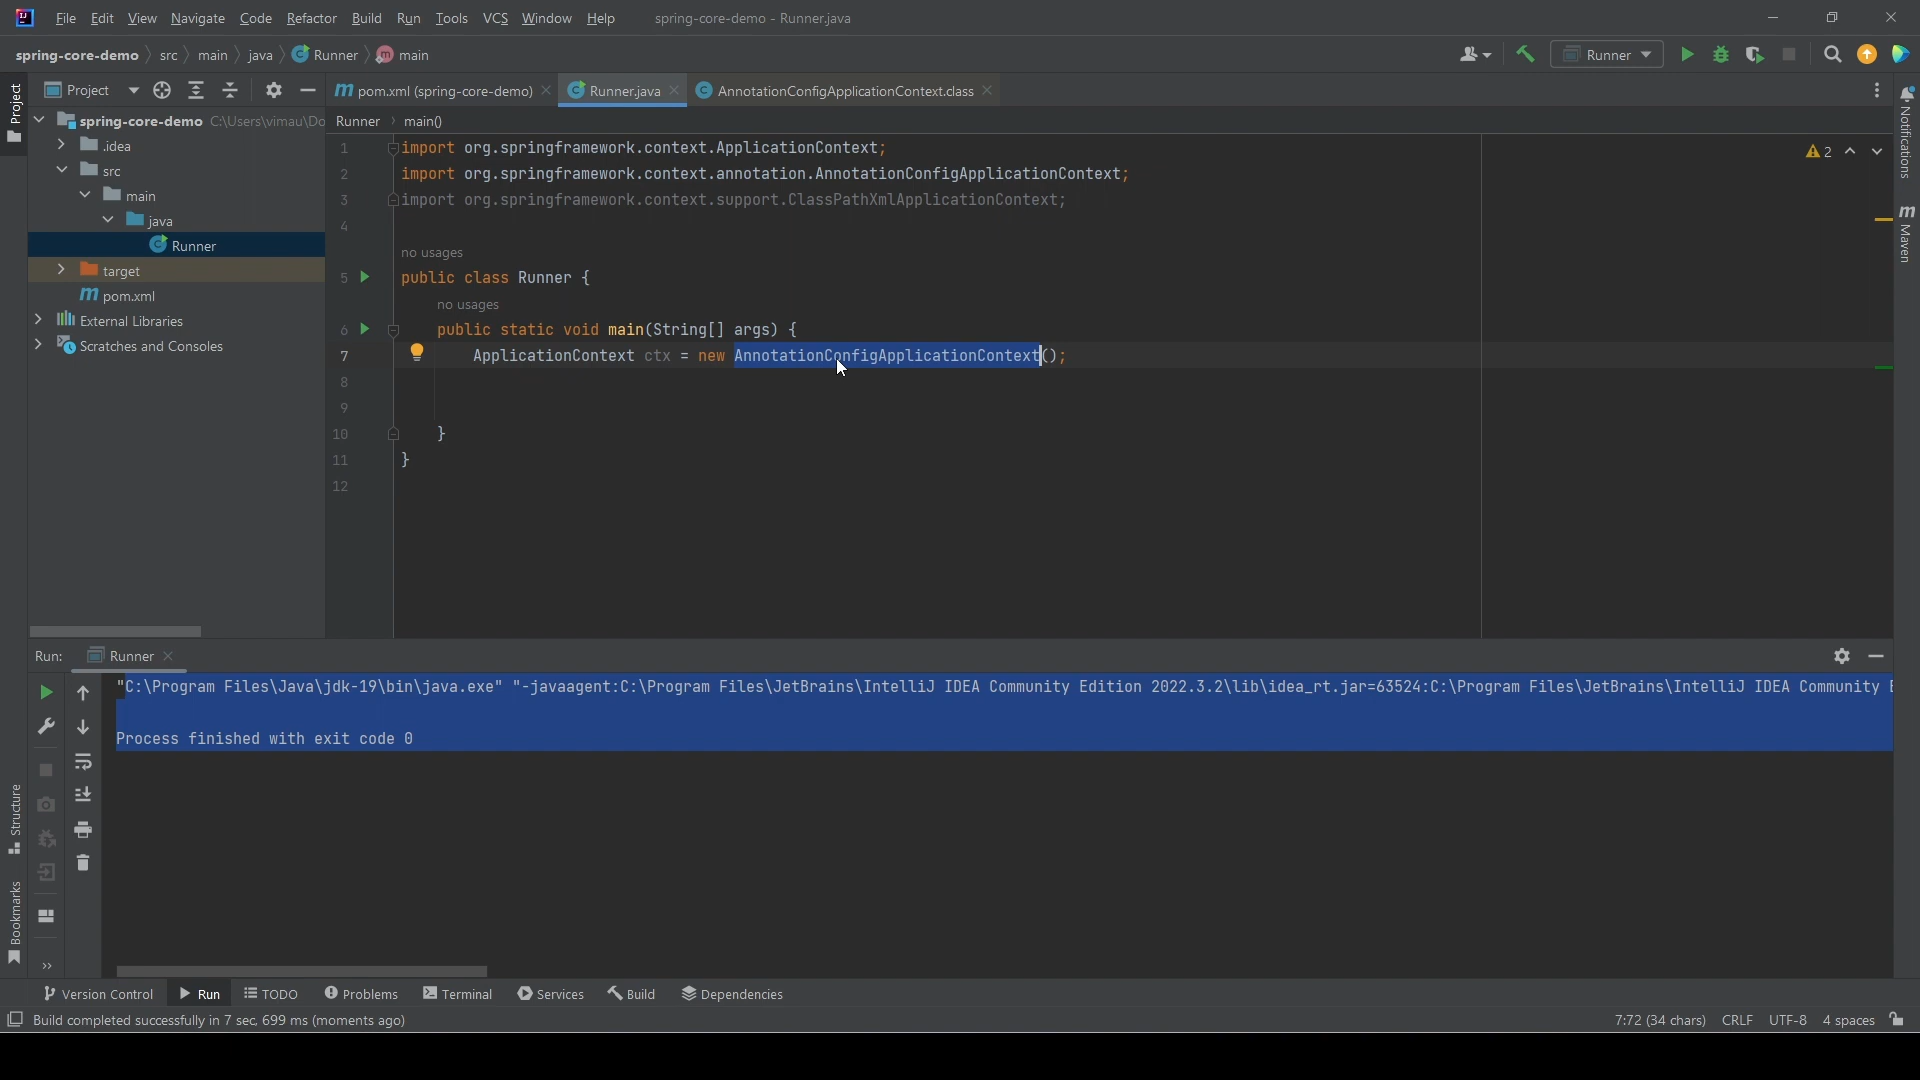 File Edit View Navigate Code Refactor Build Run Tools VCS Window Help spring-core-demo - Runner.java
spring-core-demo src main java Runner main Runner
Project
pom.xml (spring-core-demo) Runner.java AnnotationConfigApplicationContext.class
spring-core-demo C:\Users\vimau\Do
.idea
src
main
java
Runner
target
pom.xml
External Libraries
Scratches and Consoles
Project
Structure
Bookmarks
Notifications
Maven
Runner main()
2
1 import org.springframework.context.ApplicationContext;
2 import org.springframework.context.annotation.AnnotationConfigApplicationContext;
3 import org.springframework.context.support.ClassPathXmlApplicationContext;
4
no usages
5 public class Runner {
no usages
6 public static void main(String[] args) {
7 ApplicationContext ctx = new AnnotationConfigApplicationContext();
8
9
10 }
11 }
12
Run: Runner
"C:\Program Files\Java\jdk-19\bin\java.exe" "-javaagent:C:\Program Files\JetBrains\IntelliJ IDEA Community Edition 2022.3.2\lib\idea_rt.jar=63524:C:\Program Files\JetBrains\IntelliJ IDEA Community E
Process finished with exit code 0
Version Control Run TODO Problems Terminal Services Build Dependencies
Build completed successfully in 7 sec, 699 ms (moments ago) 7:72 (34 chars) CRLF UTF-8 4 spaces